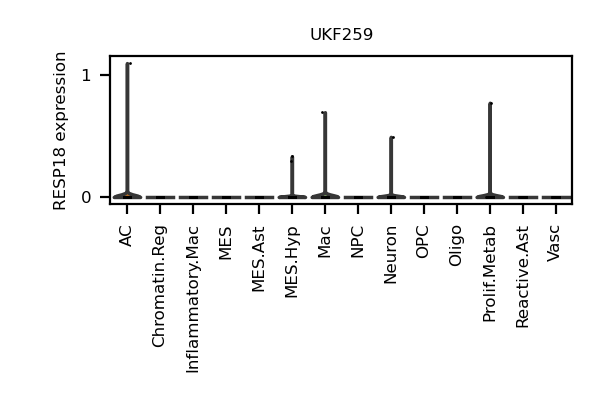 UKF259
RESP18 expression
1
0
AC
Chromatin.Reg
Inflammatory.Mac
MES
MES.Ast
MES.Hyp
Mac
NPC
Neuron
OPC
Oligo
Prolif.Metab
Reactive.Ast
Vasc